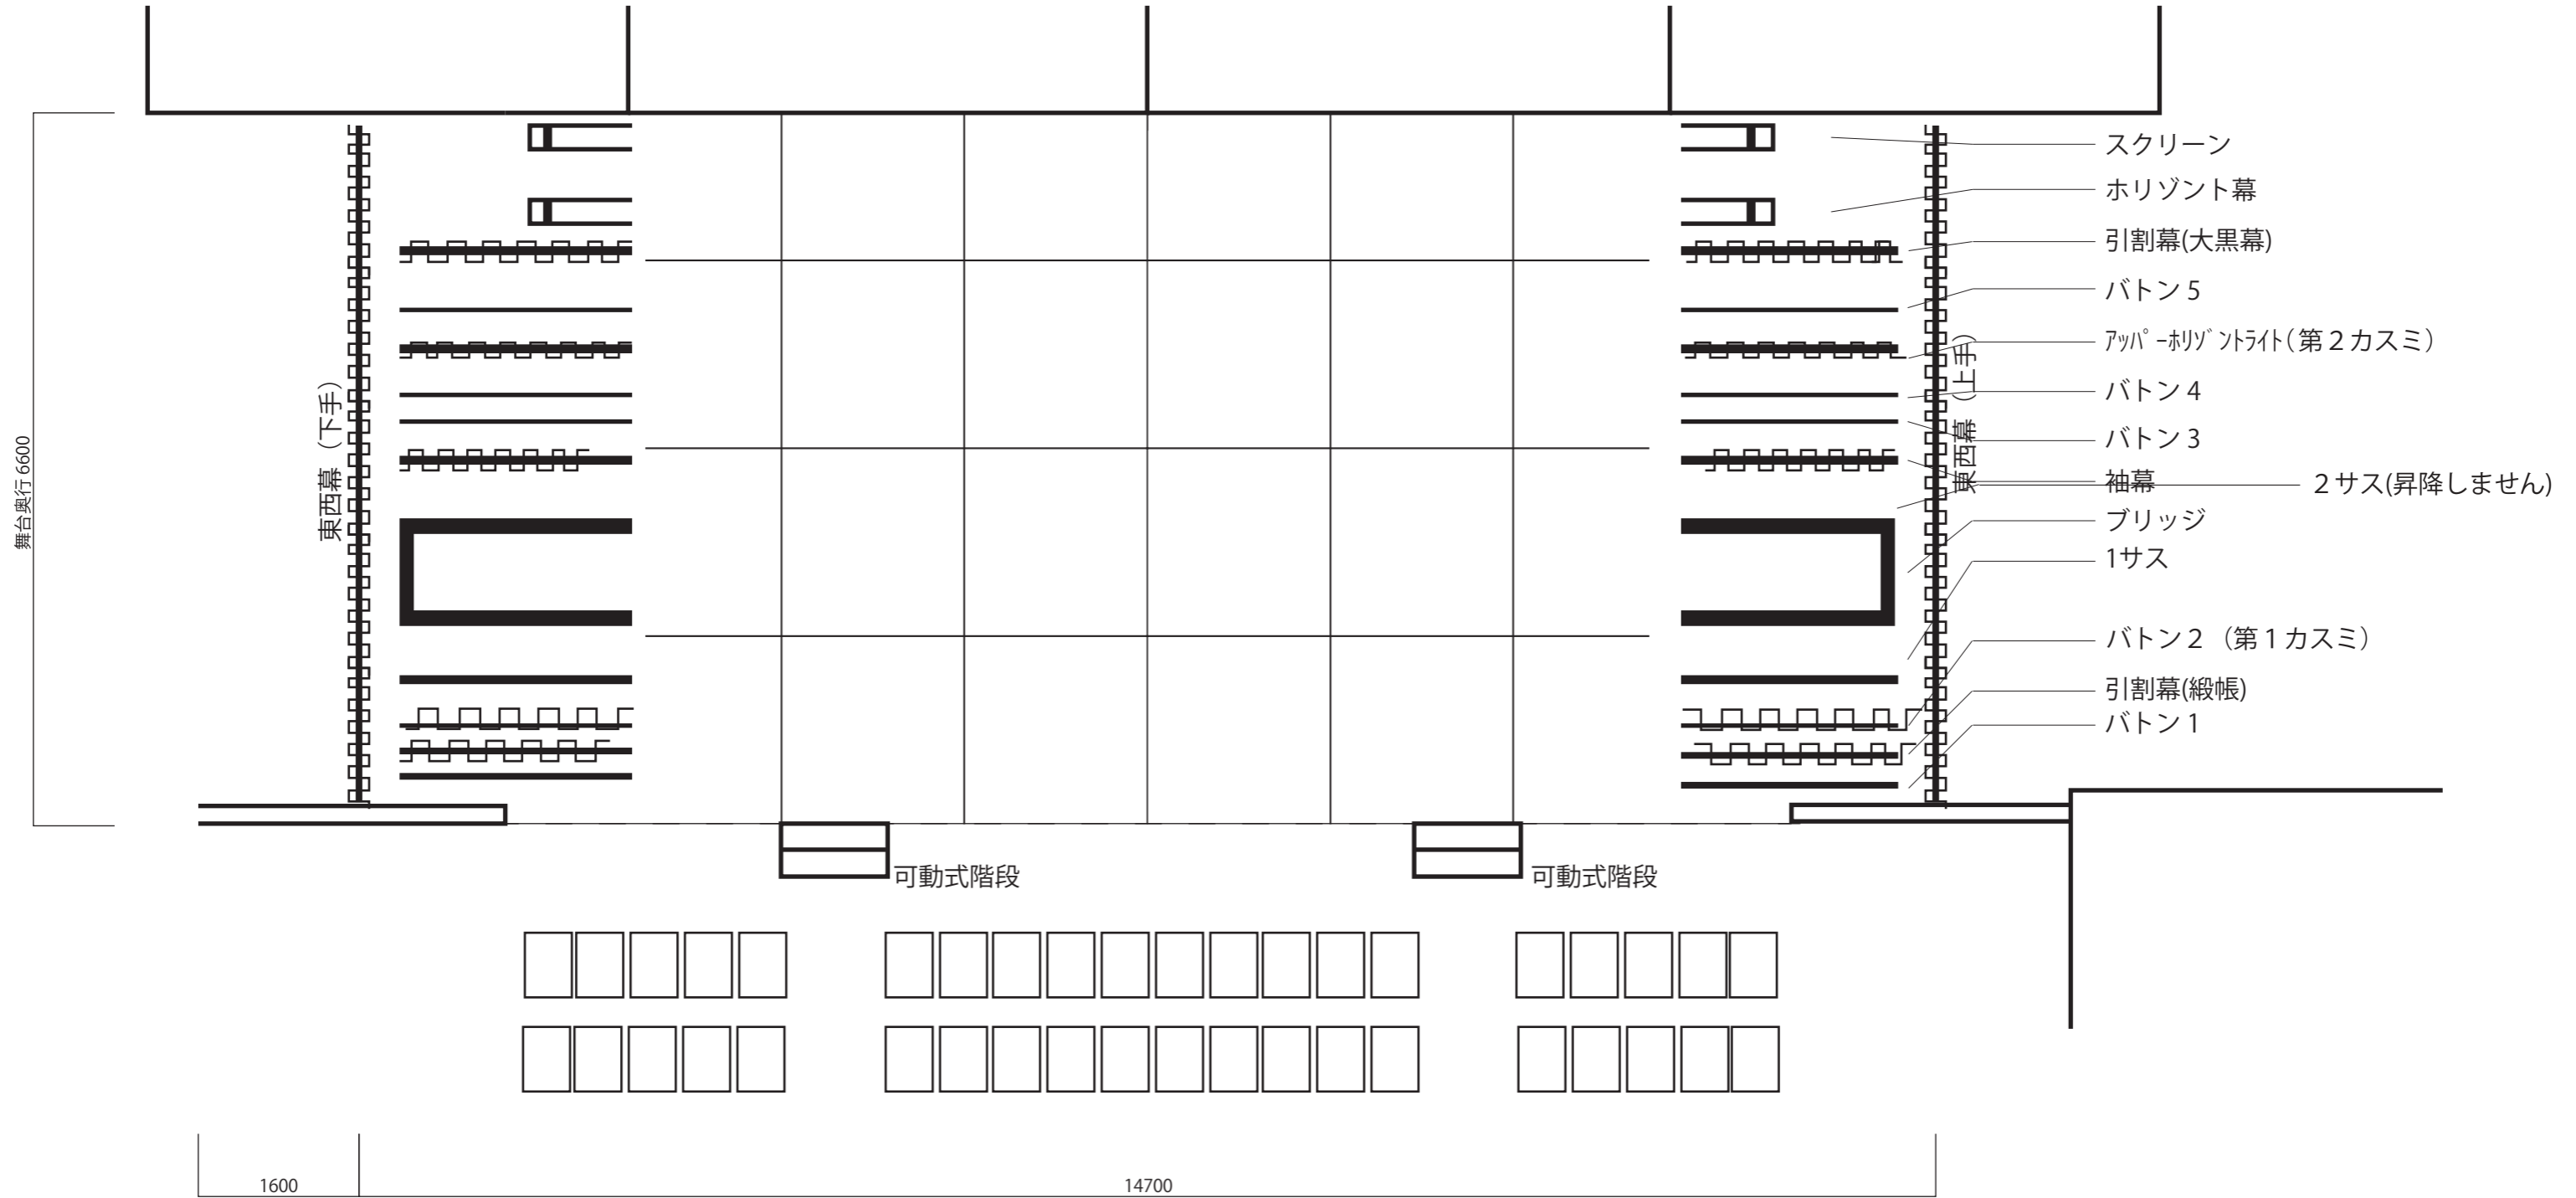 スクリーン
ホリゾント幕
引割幕(大黒幕)
バトン 5
ｱｯﾊﾟｰﾎﾘｿﾞﾝﾄﾗｲﾄ(第２カスミ）
バトン 4
バトン 3
袖幕
２サス(昇降しません)
ブリッジ
1サス
バトン２（第１カスミ）
引割幕(緞帳)
バトン 1
東西幕（下手）
東西幕（上手）
舞台奥行 6600
可動式階段
可動式階段
1600
14700